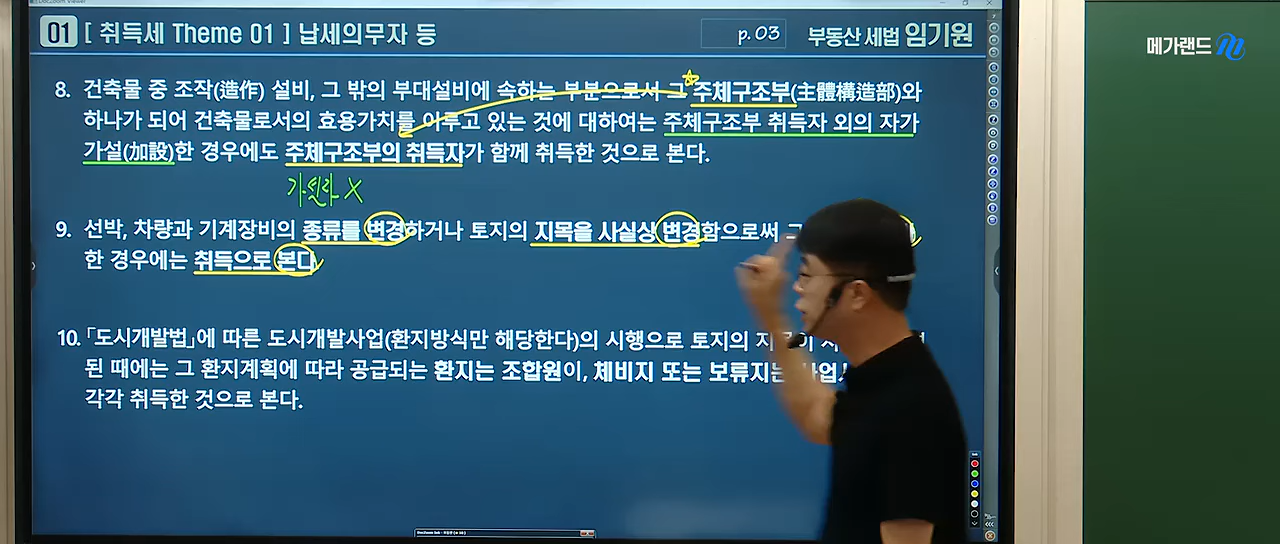 DocZoom Viewer
01 [ 취득세 Theme 01 ] 납세의무자 등 p. 03 부동산 세법 임기원
메가랜드
8. 건축물 중 조작(造作) 설비, 그 밖의 부대설비에 속하는 부분으로서 그 주체구조부(主體構造部)와
하나가 되어 건축물로서의 효용가치를 이루고 있는 것에 대하여는 주체구조부 취득자 외의 자가
가설(加設)한 경우에도 주체구조부의 취득자가 함께 취득한 것으로 본다.
가설자 X
9. 선박, 차량과 기계장비의 종류를 변경하거나 토지의 지목을 사실상 변경함으로써 그
한 경우에는 취득으로 본다
10. 「도시개발법」에 따른 도시개발사업(환지방식만 해당한다)의 시행으로 토지의
된 때에는 그 환지계획에 따라 공급되는 환지는 조합원이, 체비지 또는 보류지는 사업
각각 취득한 것으로 본다.